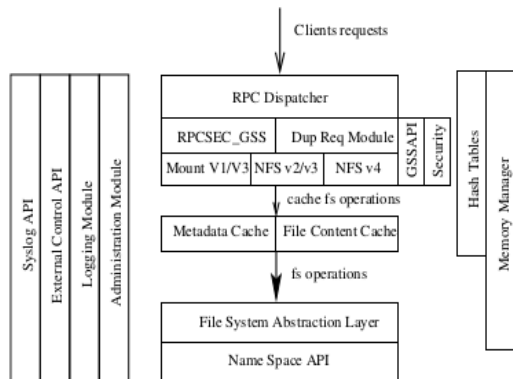 Clients requests
RPC Dispatcher
RPCSEC_GSS
Dup Req Module
Mount V1/V3
NFS v2/v3
NFS v4
GSSAPI
Security
cache fs operations
Metadata Cache
File Content Cache
fs operations
File System Abstraction Layer
Name Space API
Syslog API
External Control API
Logging Module
Administration Module
Hash Tables
Memory Manager